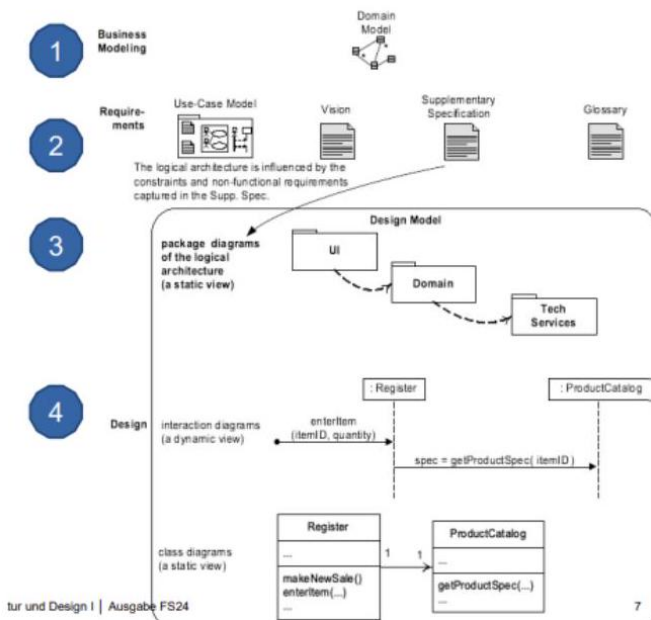 Domain
Model
1
Business
Modeling
Require-
ments
2
Use-Case Model
Vision
Supplementary
Specification
Glossary
The logical architecture is influenced by the
constraints and non-functional requirements
captured in the Supp. Spec.
3
Design Model
package diagrams
of the logical
architecture
(a static view)
UI
Domain
Tech
Services
4
Design
interaction diagrams
(a dynamic view)
: Register
: ProductCatalog
enterItem
(itemID, quantity)
spec = getProductSpec( itemID )
class diagrams
(a static view)
Register
...
makeNewSale()
enterItem(...)
...
1
1
ProductCatalog
...
getProductSpec(...)
...
tur und Design I | Ausgabe FS24
7